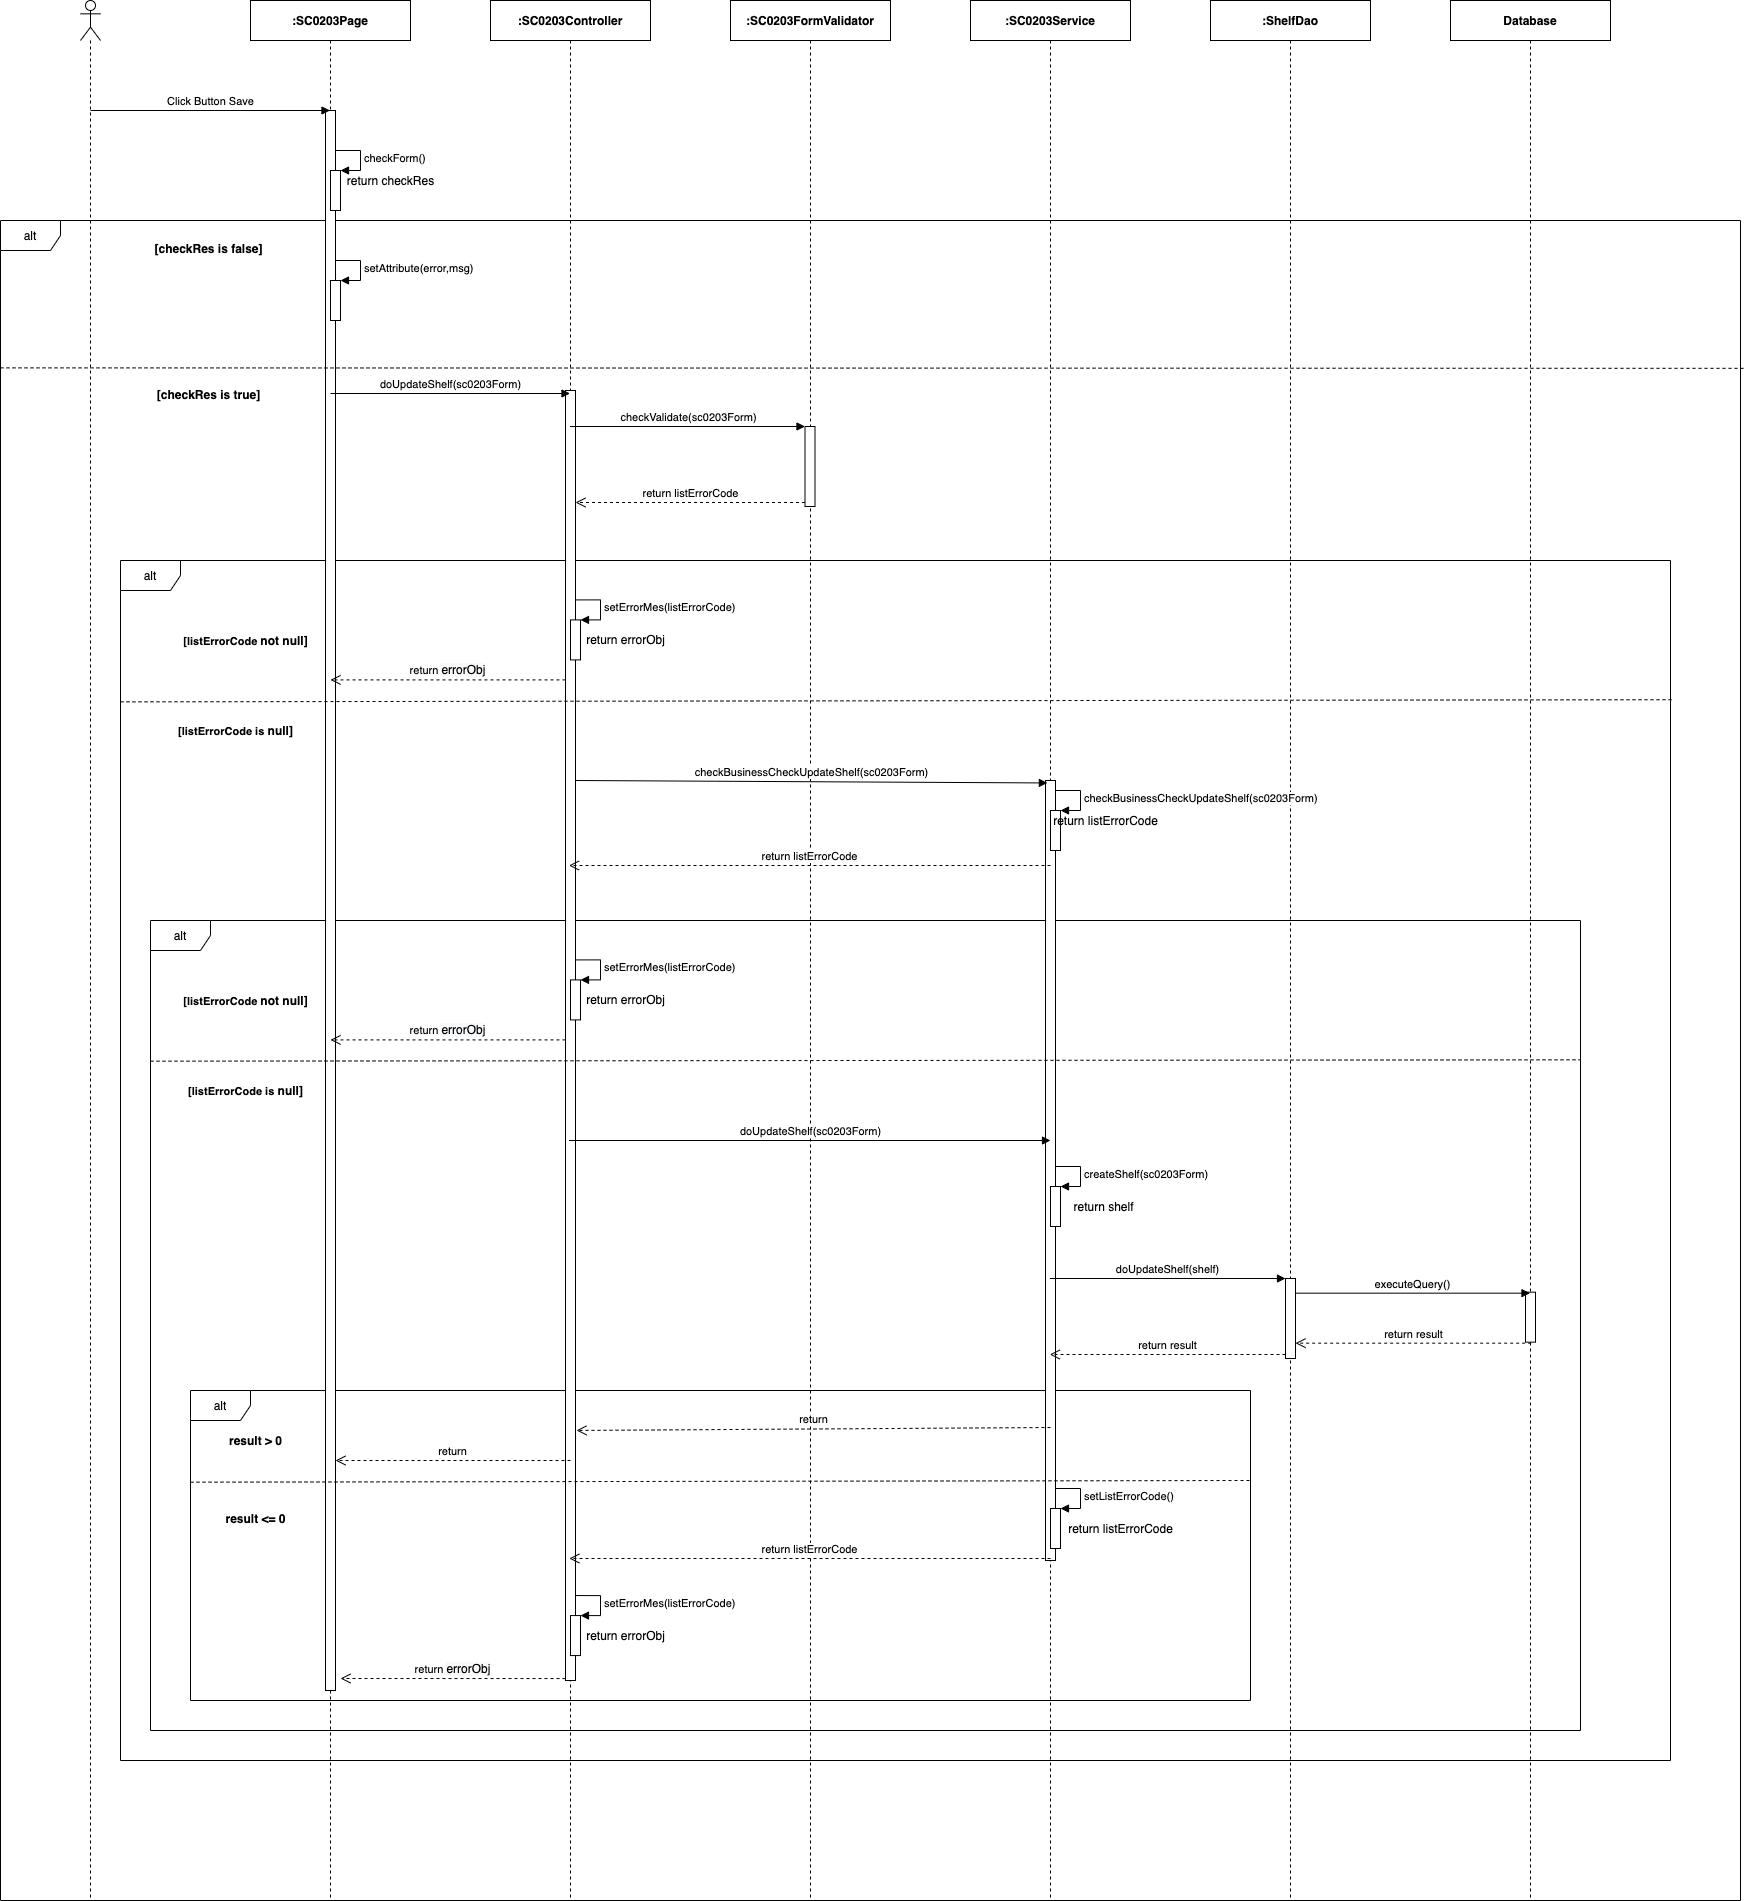 :SC0203Page
:SC0203Controller
:SC0203FormValidator
:SC0203Service
:ShelfDao
Database
Click Button Save
checkForm()
return checkRes
alt
[checkRes is false]
setAttribute(error,msg)
[checkRes is true]
doUpdateShelf(sc0203Form)
checkValidate(sc0203Form)
return listErrorCode
alt
setErrorMes(listErrorCode)
[listErrorCode not null]
return errorObj
return errorObj
[listErrorCode is null]
checkBusinessCheckUpdateShelf(sc0203Form)
checkBusinessCheckUpdateShelf(sc0203Form)
return listErrorCode
return listErrorCode
alt
setErrorMes(listErrorCode)
[listErrorCode not null]
return errorObj
return errorObj
[listErrorCode is null]
doUpdateShelf(sc0203Form)
createShelf(sc0203Form)
return shelf
doUpdateShelf(shelf)
executeQuery()
return result
return result
alt
return
result > 0
return
setListErrorCode()
result <= 0
return listErrorCode
return listErrorCode
setErrorMes(listErrorCode)
return errorObj
return errorObj